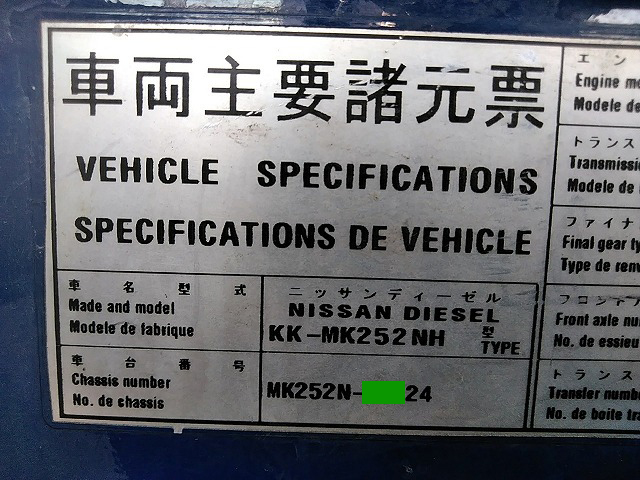 車両主要諸元票
VEHICLE SPECIFICATIONS
SPECIFICATIONS DE VEHICLE
車名型式
Made and model
Modele de fabrique
ニッサンディーゼル
NISSAN DIESEL
KK-MK252NH 型
TYPE
車台番号
Chassis number
No. de chassis
MK252N- 24
エン
Engine mo
Modele de
トランス
Transmissi
Modele de
ファイナ
Final gear ty
Type de rem
フロント
Front axle nu
No. de essieu
トランス
Transfer numb
No. de boite tra